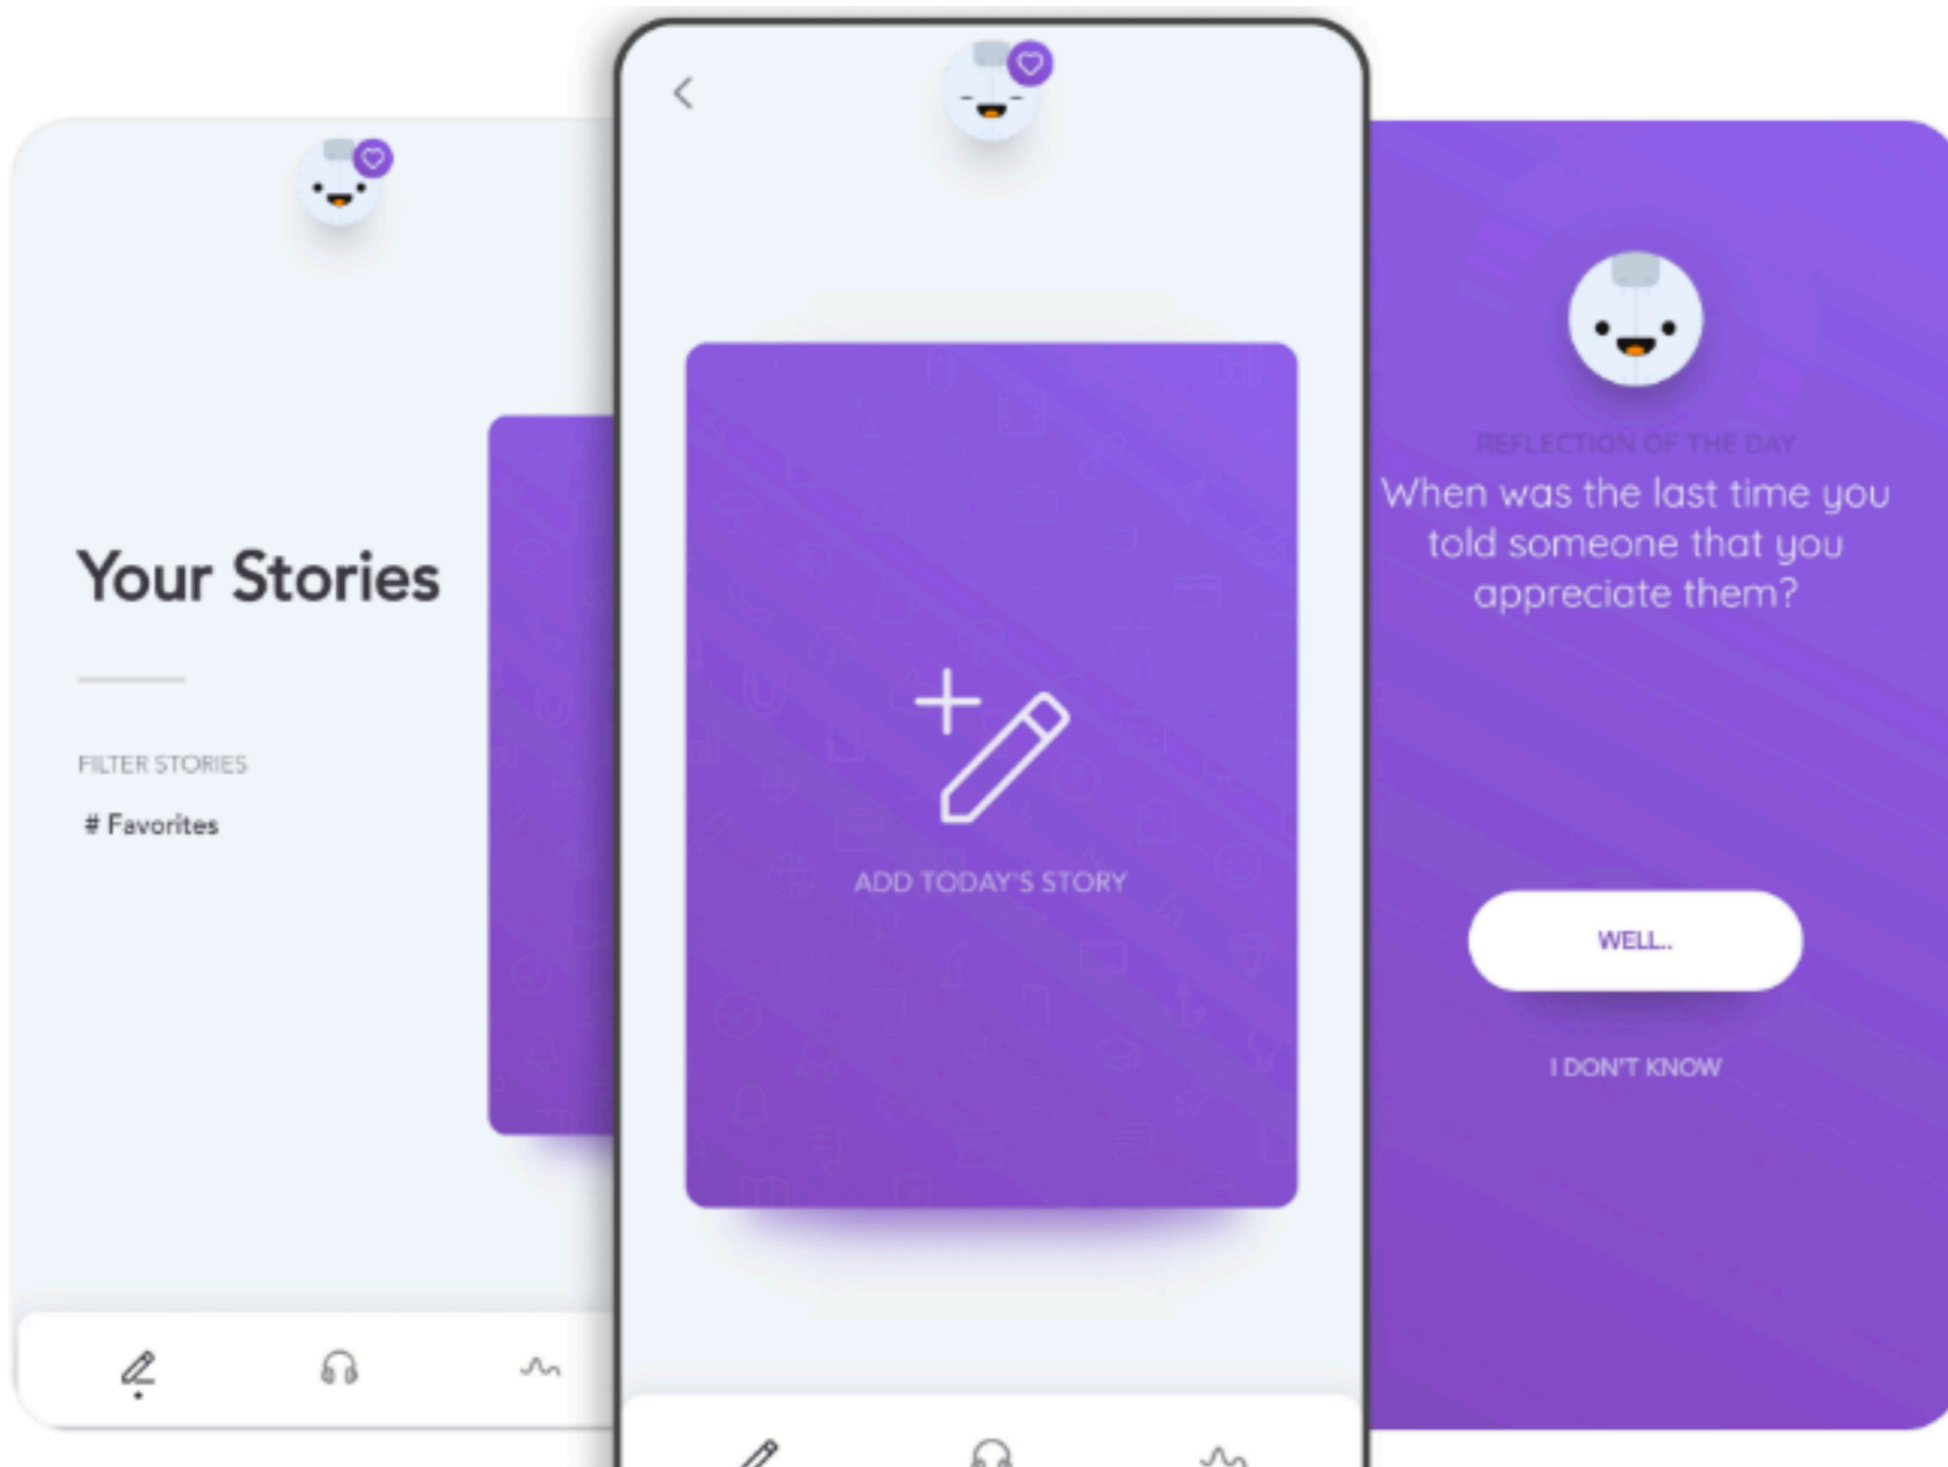 Your Stories
FILTER STORIES
# Favorites
ADD TODAY'S STORY
REFLECTION OF THE DAY
When was the last time you
told someone that you
appreciate them?
WELL..
I DON'T KNOW